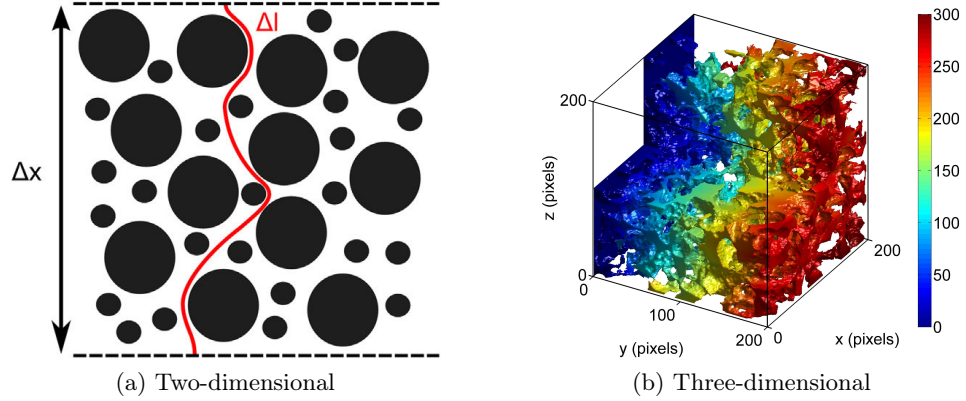 Δx
Δl
(a) Two-dimensional
z (pixels)
200
0
0
100
200
y (pixels)
0
200
x (pixels)
300
250
200
150
100
50
0
(b) Three-dimensional